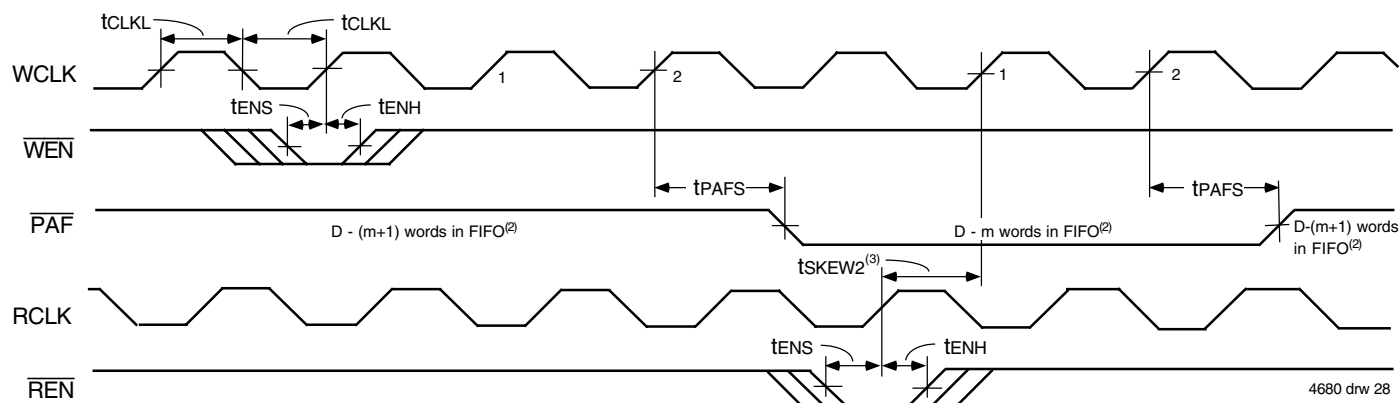 tCLKL tCLKL
WCLK 1 2 1 2
tENS tENH
WEN
tPAFS tPAFS
PAF
D - (m+1) words in FIFO(2) D - m words in FIFO(2) D-(m+1) words
in FIFO(2)
tSKEW2(3)
RCLK
tENS tENH
REN
4680 drw 28